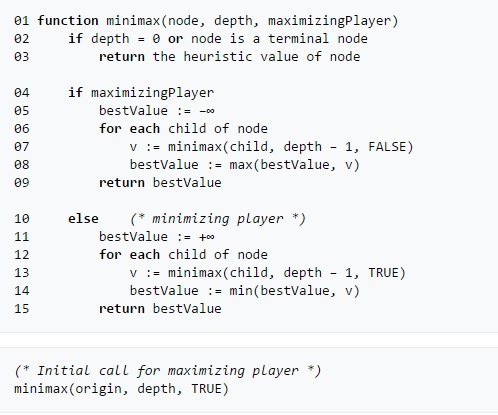 01 function minimax(node, depth, maximizingPlayer)
02     if depth = 0 or node is a terminal node
03         return the heuristic value of node
04     if maximizingPlayer
05         bestValue := −∞
06         for each child of node
07             v := minimax(child, depth − 1, FALSE)
08             bestValue := max(bestValue, v)
09         return bestValue
10     else    (* minimizing player *)
11         bestValue := +∞
12         for each child of node
13             v := minimax(child, depth − 1, TRUE)
14             bestValue := min(bestValue, v)
15         return bestValue
(* Initial call for maximizing player *)
minimax(origin, depth, TRUE)